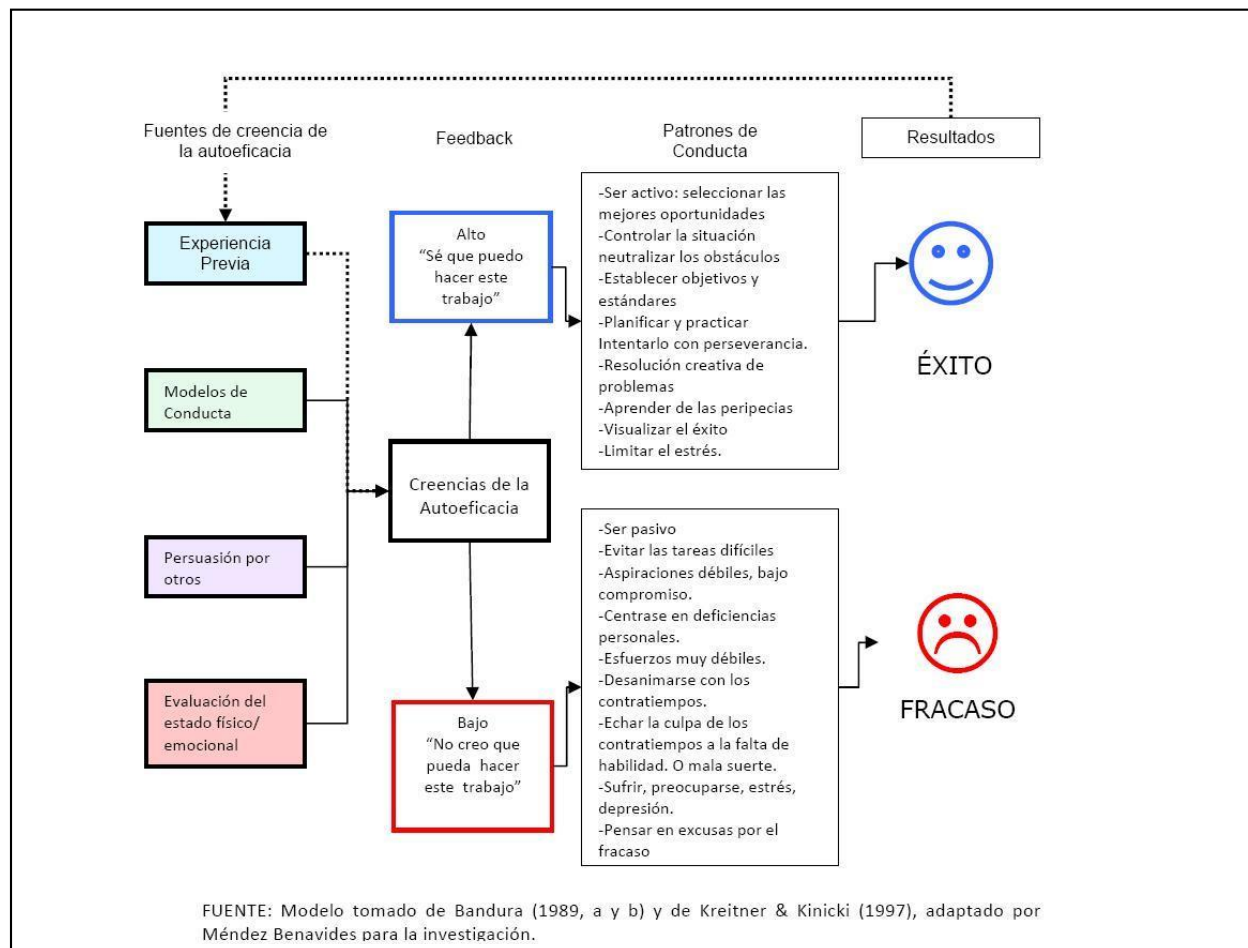 Fuentes de creencia de
la autoeficacia
Feedback
Patrones de
Conducta
Resultados
Experiencia
Previa
Modelos de
Conducta
Persuasión por
otros
Evaluación del
estado físico/
emocional
Alto
“Sé que puedo
hacer este
trabajo”
Creencias de la
Autoeficacia
Bajo
“No creo que
pueda hacer
este trabajo”
-Ser activo: seleccionar las
mejores oportunidades
-Controlar la situación
neutralizar los obstáculos
-Establecer objetivos y
estándares
-Planificar y practicar
Intentarlo con perseverancia.
-Resolución creativa de
problemas
-Aprender de las peripecias
-Visualizar el éxito
-Limitar el estrés.
-Ser pasivo
-Evitar las tareas difíciles
-Aspiraciones débiles, bajo
compromiso.
-Centrase en deficiencias
personales.
-Esfuerzos muy débiles.
-Desanimarse con los
contratiempos.
-Echar la culpa de los
contratiempos a la falta de
habilidad. O mala suerte.
-Sufrir, preocuparse, estrés,
depresión.
-Pensar en excusas por el
fracaso
ÉXITO
FRACASO
FUENTE: Modelo tomado de Bandura (1989, a y b) y de Kreitner & Kinicki (1997), adaptado por
Méndez Benavides para la investigación.